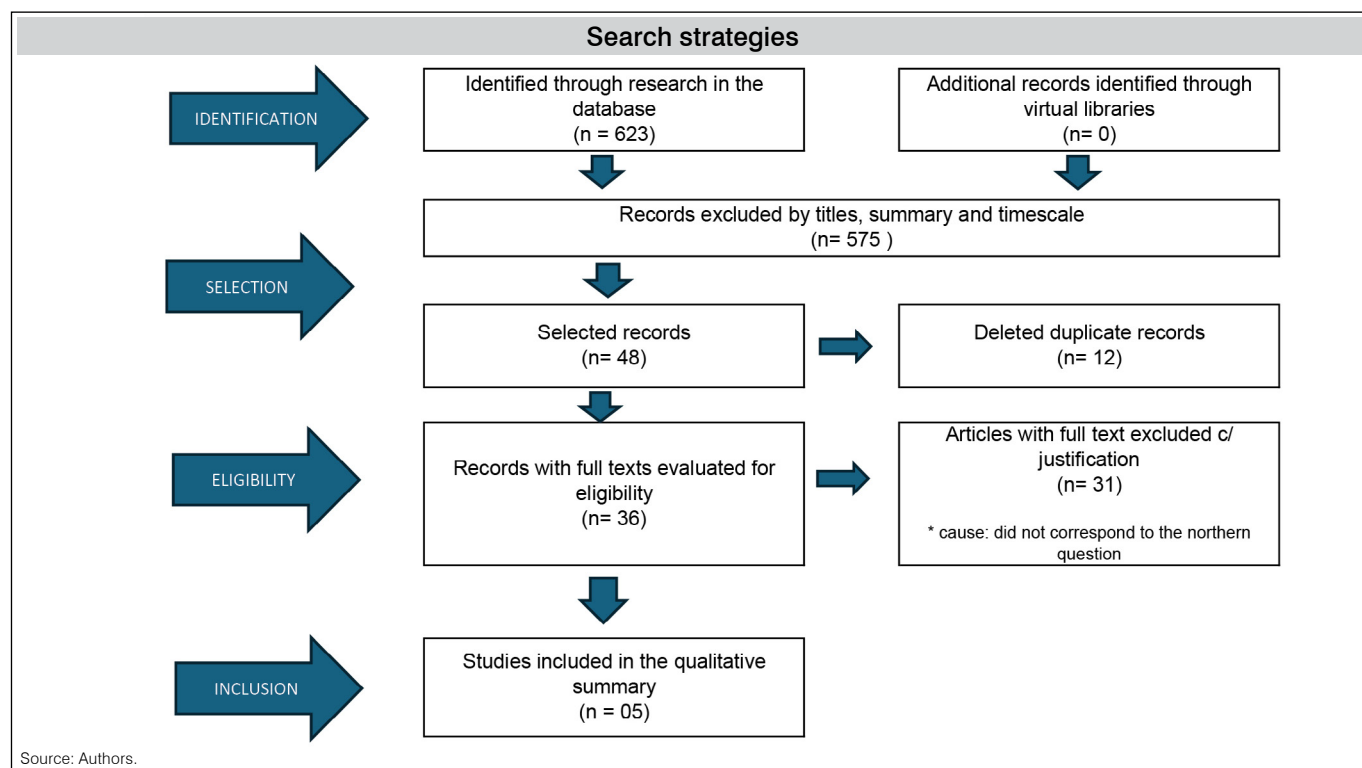 Search strategies
IDENTIFICATION
Identified through research in the
database
(n = 623)
Additional records identified through
virtual libraries
(n= 0)
Records excluded by titles, summary and timescale
(n= 575 )
SELECTION
Selected records
(n= 48)
Deleted duplicate records
(n= 12)
ELIGIBILITY
Records with full texts evaluated for
eligibility
(n= 36)
Articles with full text excluded c/
justification
(n= 31)
* cause: did not correspond to the northern
question
INCLUSION
Studies included in the qualitative
summary
(n = 05)
Source: Authors.